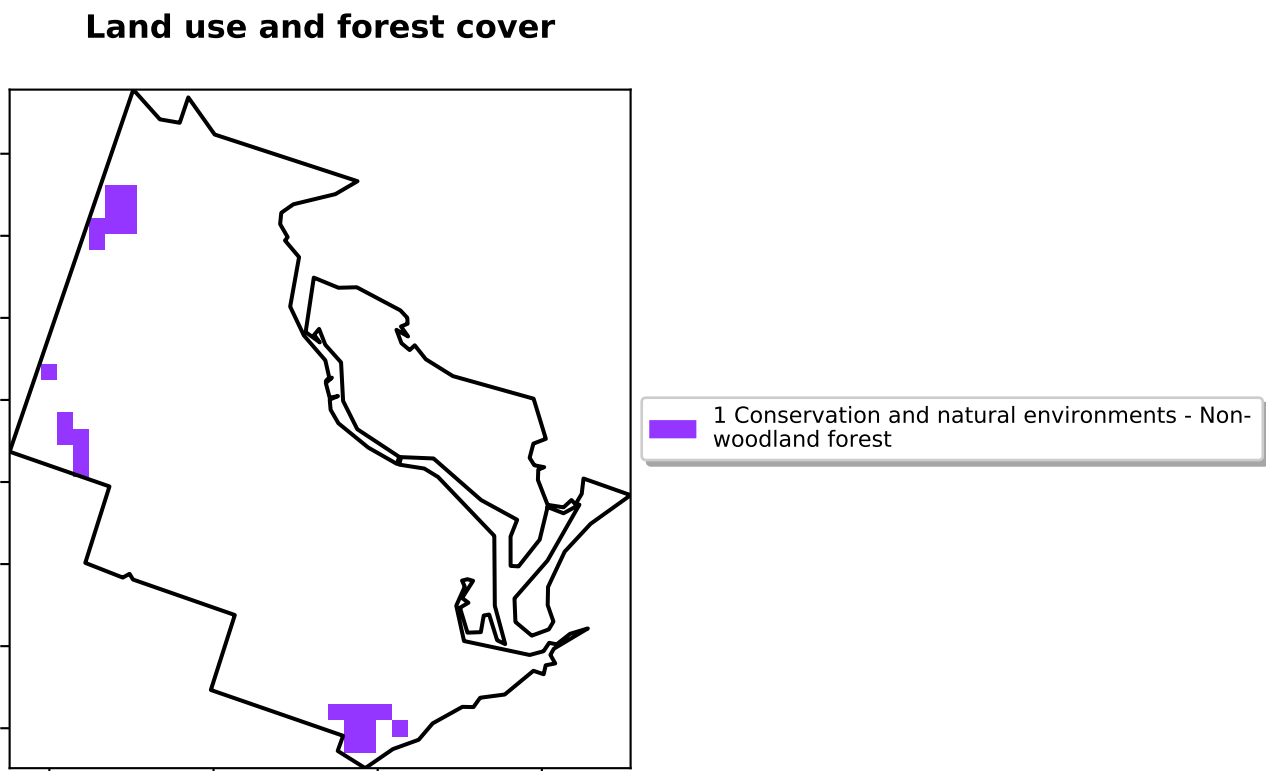 Land use and forest cover
1 Conservation and natural environments - Non-
woodland forest